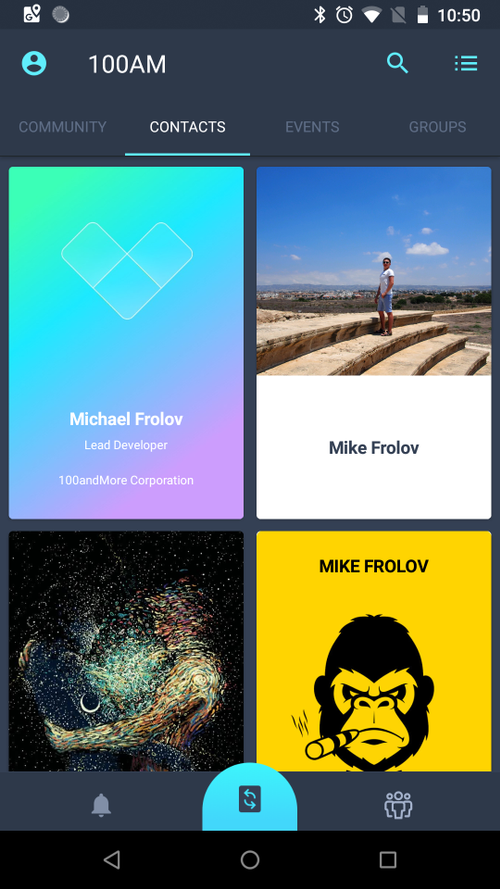 10:50
100AM
COMMUNITY CONTACTS EVENTS GROUPS
Michael Frolov
Lead Developer
100andMore Corporation
Mike Frolov
MIKE FROLOV